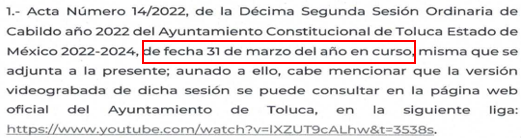 1.- Acta Número 14/2022, de la Décima Segunda Sesión Ordinaria de
Cabildo año 2022 del Ayuntamiento Constitucional de Toluca Estado de
México 2022-2024, de fecha 31 de marzo del año en curso, misma que se
adjunta a la presente; aunado a ello, cabe mencionar que la versión
videograbada de dicha sesión se puede consultar en la página web
oficial del Ayuntamiento de Toluca, en la siguiente liga:
https://www.youtube.com/watch?v=lXZUT9cALhw&t=3538s.